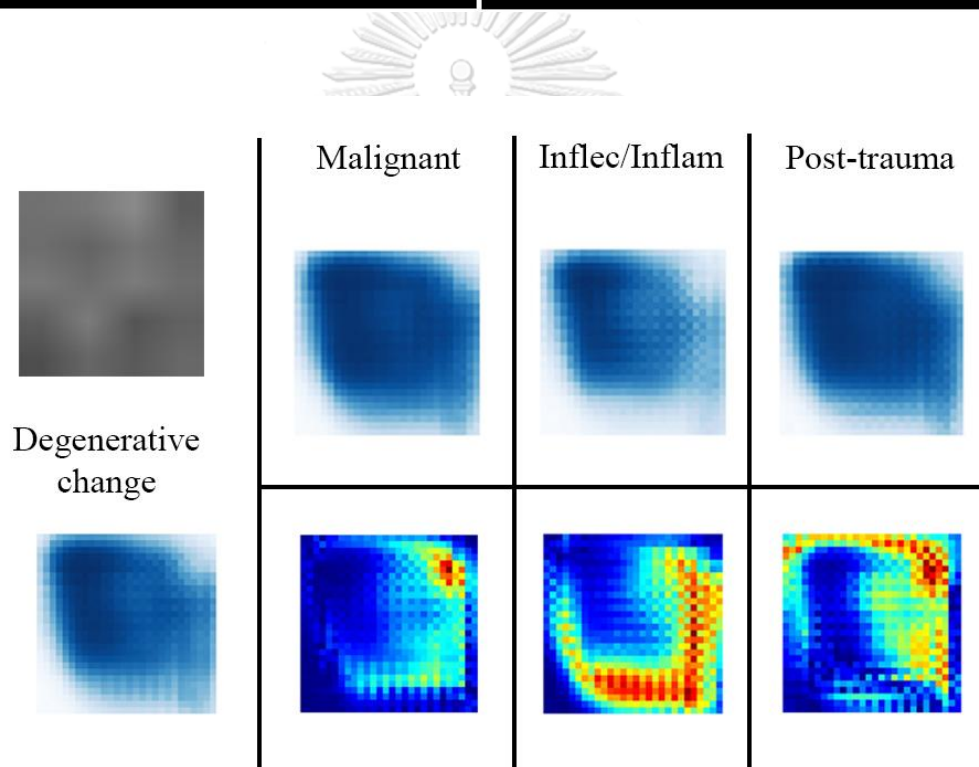 Malignant
Inflec/Inflam
Post-trauma
Degenerative
change